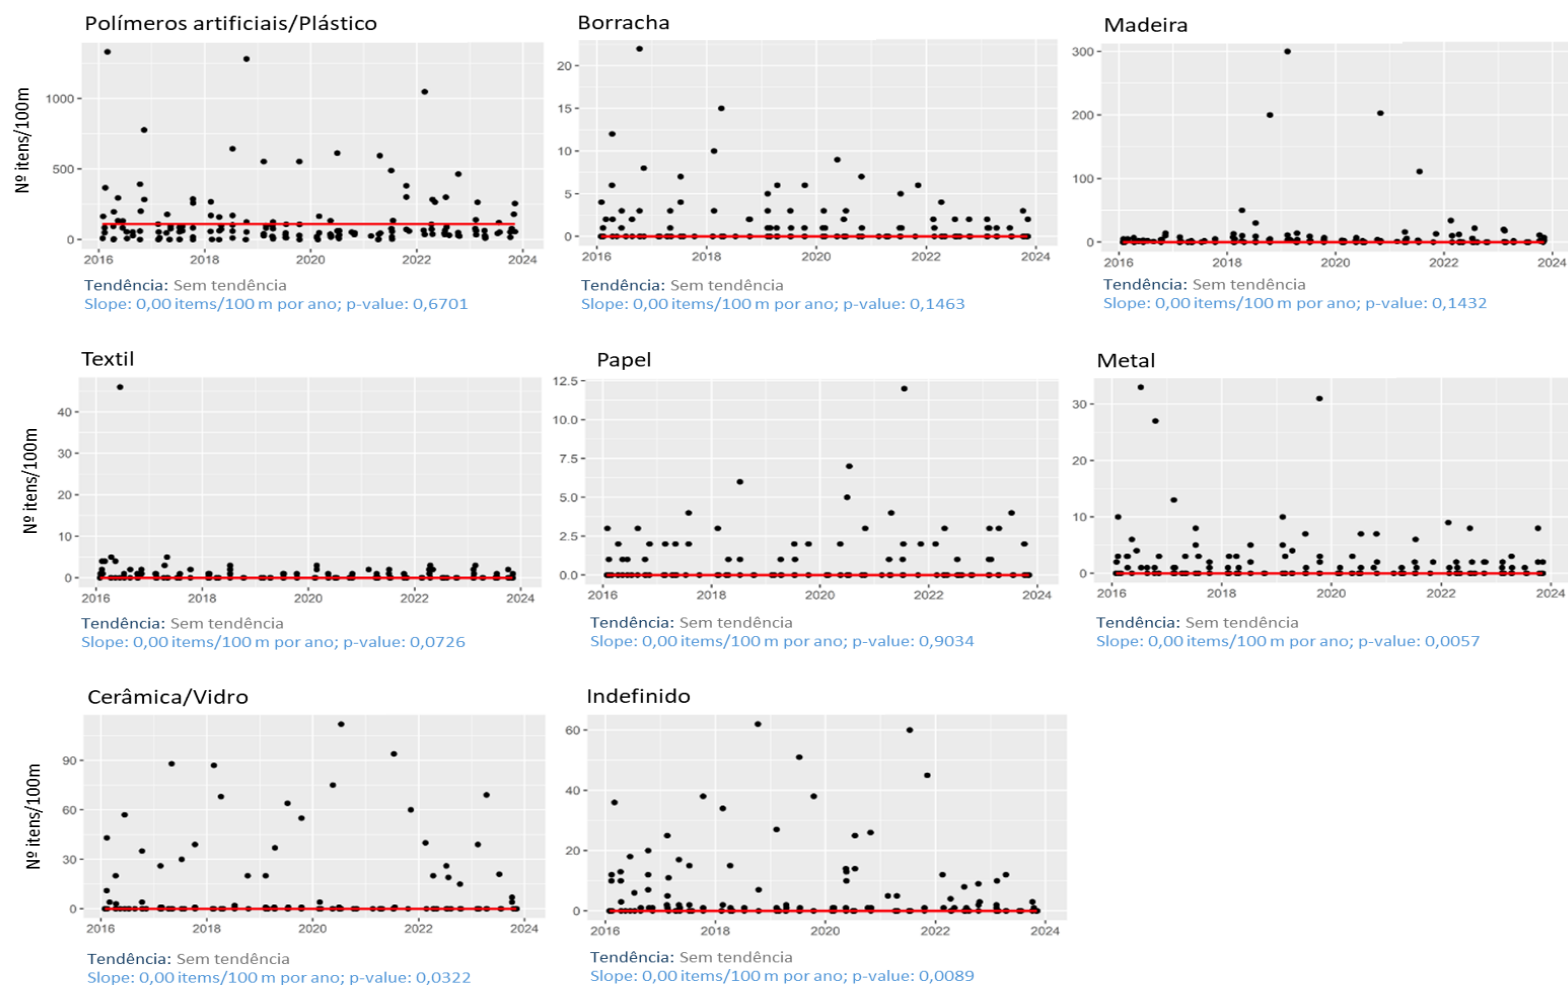 Polímeros artificiais/Plástico
Nº itens/100m
1000
500
0
2016 2018 2020 2022 2024
Tendência: Sem tendência
Slope: 0,00 items/100 m por ano; p-value: 0,6701
Borracha
20
15
10
5
0
2016 2018 2020 2022 2024
Tendência: Sem tendência
Slope: 0,00 items/100 m por ano; p-value: 0,1463
Madeira
300
200
100
0
2016 2018 2020 2022 2024
Tendência: Sem tendência
Slope: 0,00 items/100 m por ano; p-value: 0,1432
Textil
Nº itens/100m
40
30
20
10
0
2016 2018 2020 2022 2024
Tendência: Sem tendência
Slope: 0,00 items/100 m por ano; p-value: 0,0726
Papel
12.5
10.0
7.5
5.0
2.5
0.0
2016 2018 2020 2022 2024
Tendência: Sem tendência
Slope: 0,00 items/100 m por ano; p-value: 0,9034
Metal
30
20
10
0
2016 2018 2020 2022 2024
Tendência: Sem tendência
Slope: 0,00 items/100 m por ano; p-value: 0,0057
Cerâmica/Vidro
Nº itens/100m
90
60
30
0
2016 2018 2020 2022 2024
Tendência: Sem tendência
Slope: 0,00 items/100 m por ano; p-value: 0,0322
Indefinido
60
40
20
0
2016 2018 2020 2022 2024
Tendência: Sem tendência
Slope: 0,00 items/100 m por ano; p-value: 0,0089